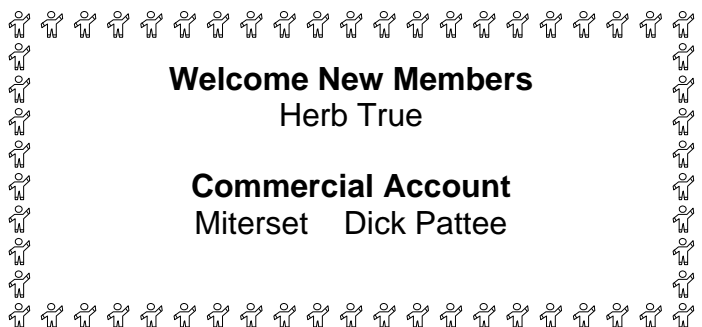 Welcome New Members
Herb True
Commercial Account
Miterset Dick Pattee